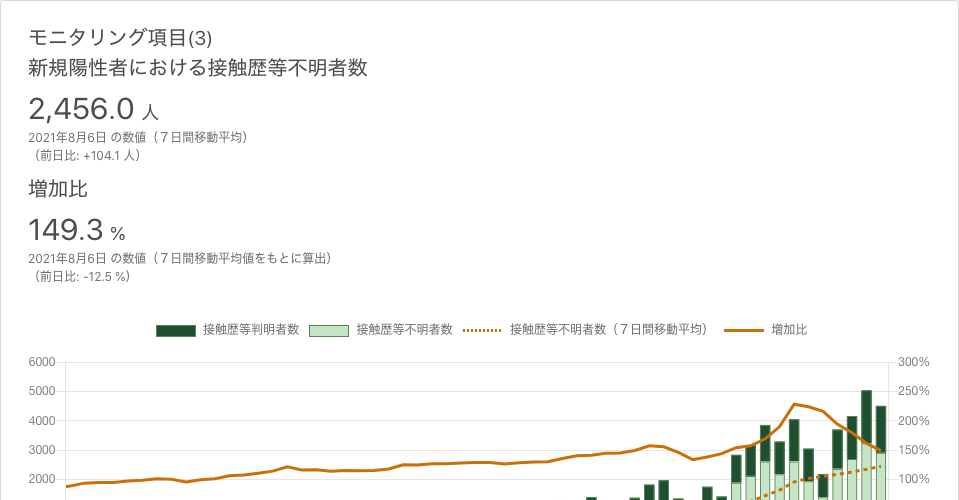 モニタリング項目(3)
新規陽性者における接触歴等不明者数
2,456.0 人
2021年8月6日 の数値（７日間移動平均）
（前日比: +104.1 人）
増加比
149.3 %
2021年8月6日 の数値（７日間移動平均値をもとに算出）
（前日比: -12.5 %）
接触歴等判明者数 接触歴等不明者数 接触歴等不明者数（７日間移動平均） 増加比
6000 300%
5000 250%
4000 200%
3000 150%
2000 100%